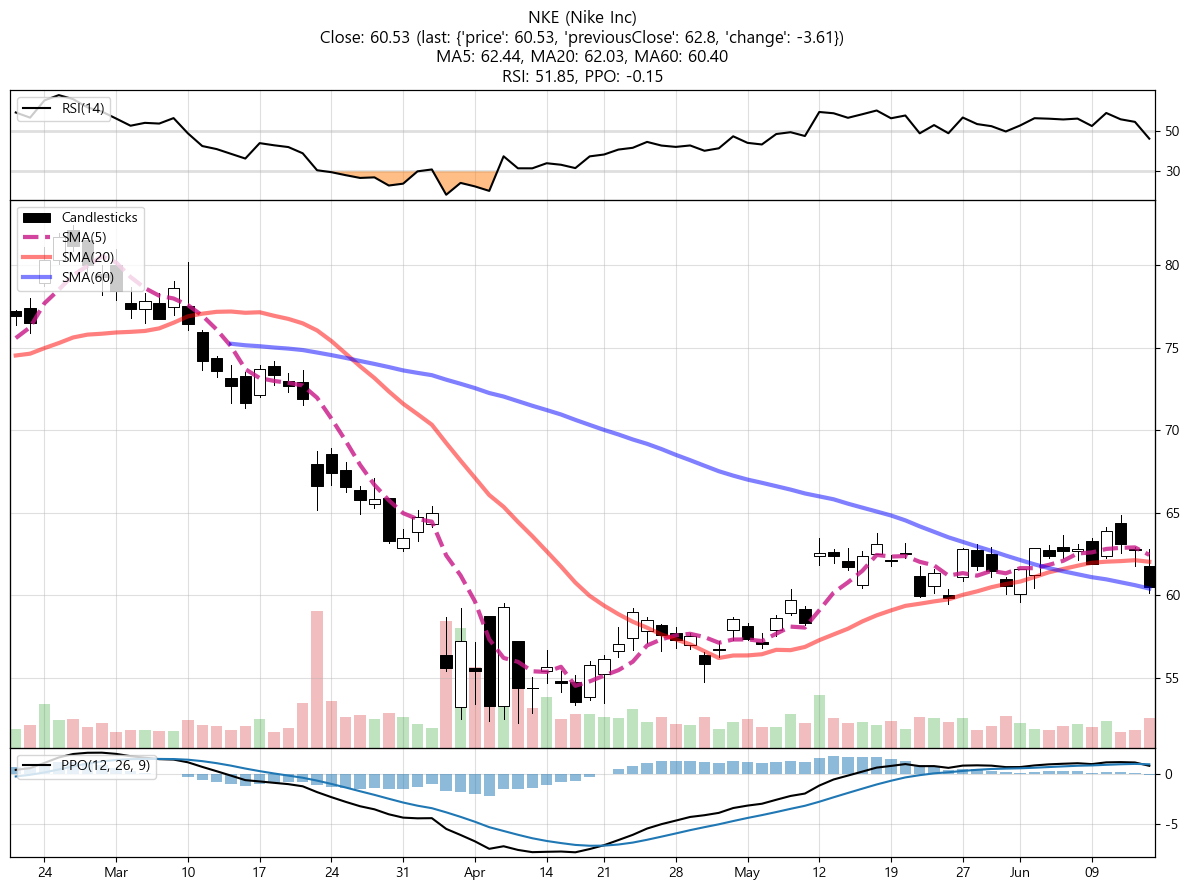 NKE (Nike Inc)
Close: 60.53 (last: {'price': 60.53, 'previousClose': 62.8, 'change': -3.61})
MA5: 62.44, MA20: 62.03, MA60: 60.40
RSI: 51.85, PPO: -0.15
RSI(14)
50
30
Candlesticks
SMA(5)
SMA(20)
SMA(60)
80
75
70
65
60
55
PPO(12, 26, 9)
0
-5
24 Mar 10 17 24 31 Apr 14 21 28 May 12 19 27 Jun 09